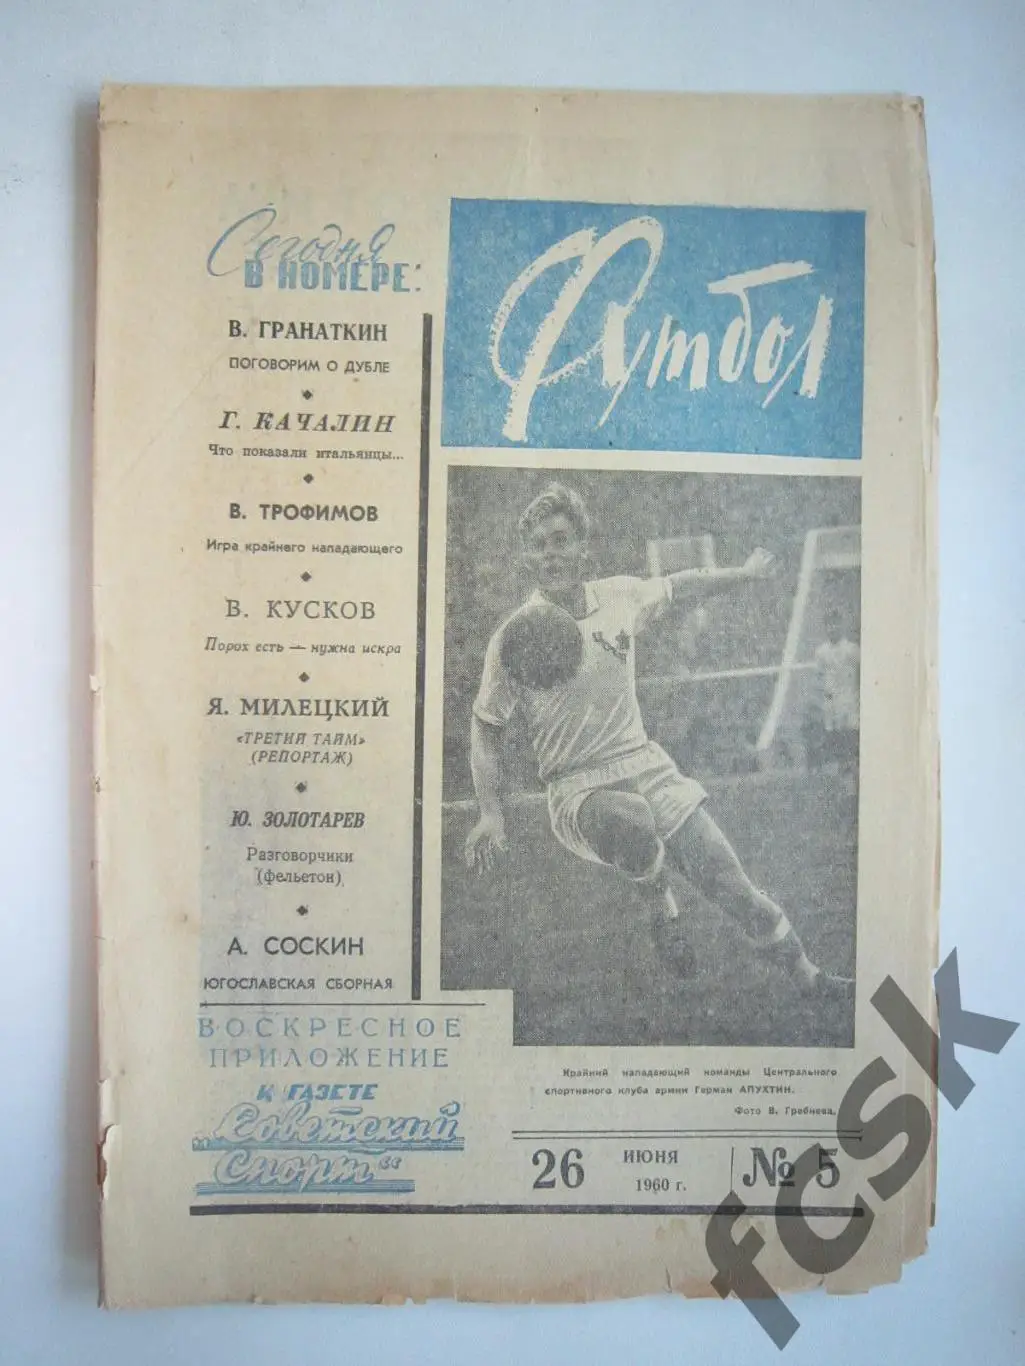 Сегодня
В НОМЕРЕ:
В. ГРАНАТКИН
ПОГОВОРИМ О ДУБЛЕ
Г. КАЧАЛИН
Что показали итальянцы...
В. ТРОФИМОВ
Игра крайнего нападающего
В. КУСКОВ
Порох есть — нужна искра
Я. МИЛЕЦКИЙ
«ТРЕТИЙ ТАЙМ»
(РЕПОРТАЖ)
Ю. ЗОЛОТАРЕВ
Разговорчики
(фельетон)
А. СОСКИН
ЮГОСЛАВСКАЯ СБОРНАЯ
ВОСКРЕСНОЕ
ПРИЛОЖЕНИЕ
К ГАЗЕТЕ
„Советский
Спорт“
Футбол
Крайний нападающий команды Центрального
спортивного клуба армии Герман АПУХТИН.
Фото В. Гребнева.
26 ИЮНЯ 1960 г. № 5
fcsk